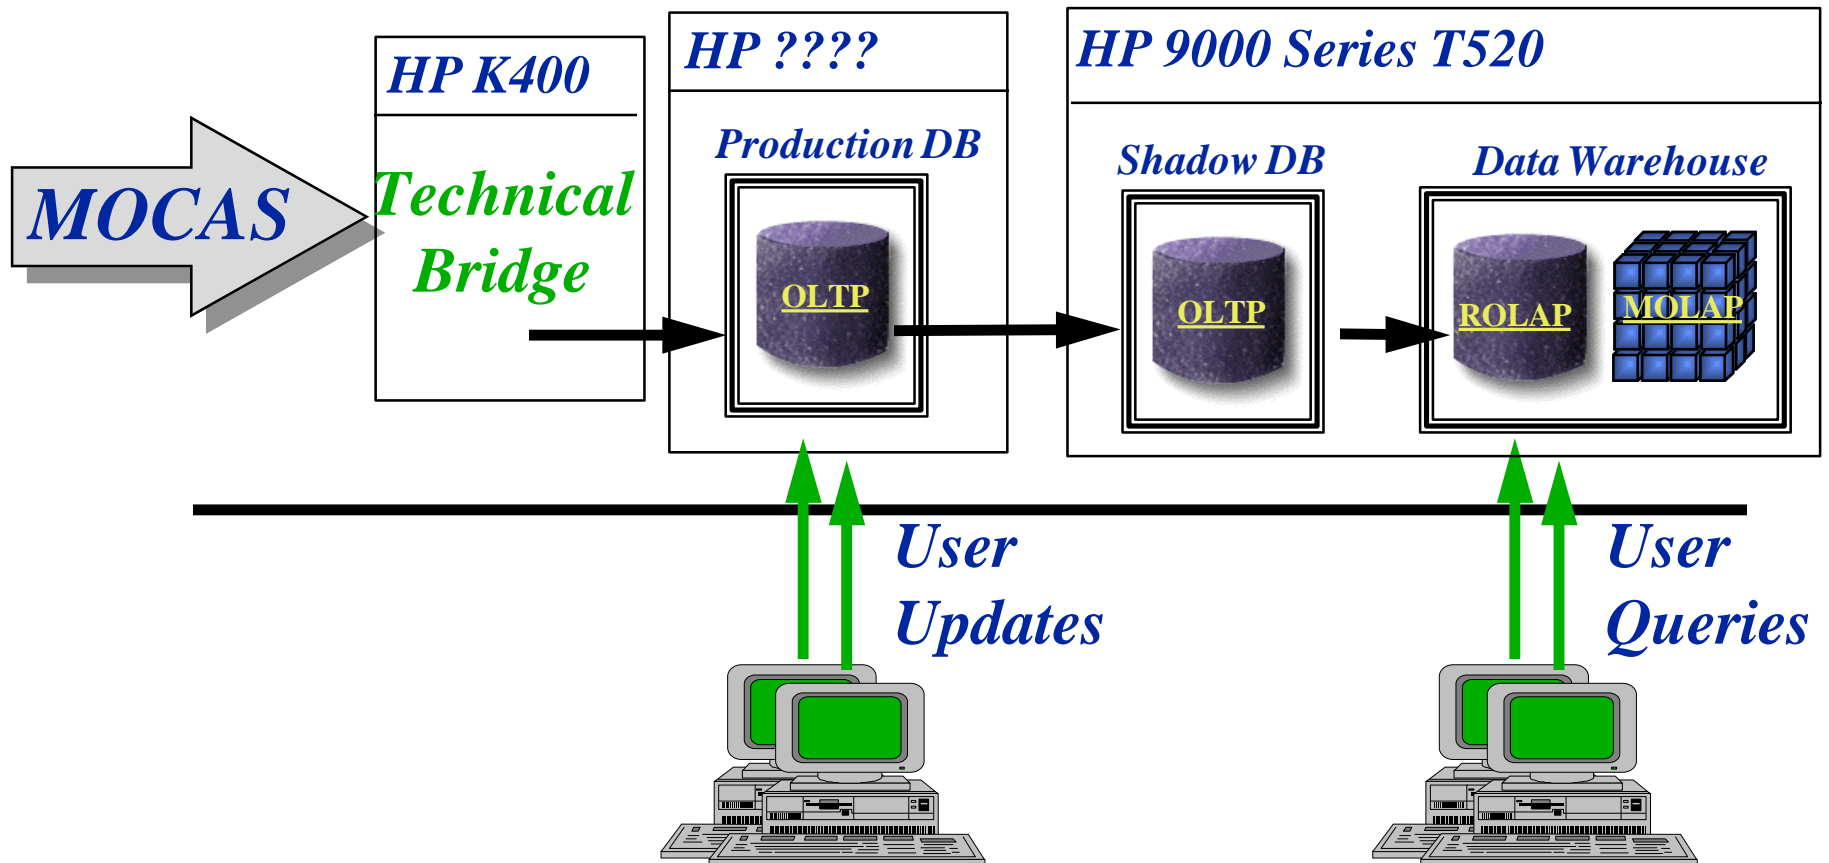 HP K400
HP ????
HP 9000 Series T520
MOCAS
Technical
Bridge
Production DB
OLTP
Shadow DB
OLTP
Data Warehouse
ROLAP
MOLAP
User
Updates
User
Queries